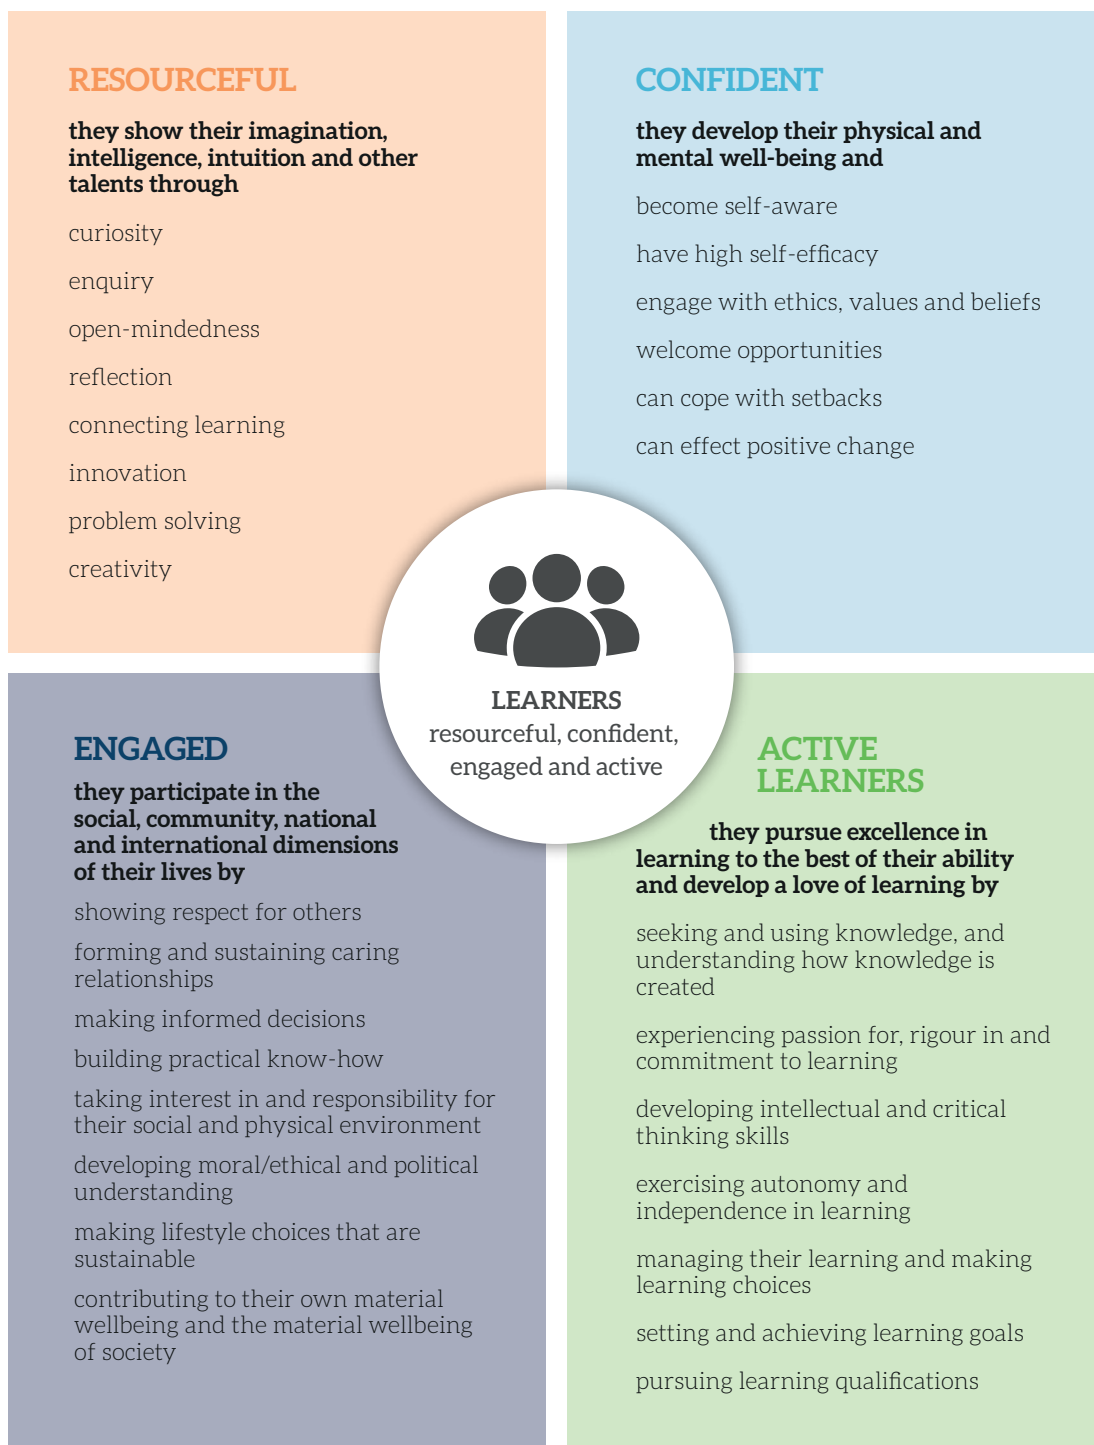 RESOURCEFUL
they show their imagination,
intelligence, intuition and other
talents through
curiosity
enquiry
open-mindedness
reflection
connecting learning
innovation
problem solving
creativity
CONFIDENT
they develop their physical and
mental well-being and
become self-aware
have high self-efficacy
engage with ethics, values and beliefs
welcome opportunities
can cope with setbacks
can effect positive change
LEARNERS
resourceful, confident,
engaged and active
ENGAGED
they participate in the
social, community, national
and international dimensions
of their lives by
showing respect for others
forming and sustaining caring
relationships
making informed decisions
building practical know-how
taking interest in and responsibility for
their social and physical environment
developing moral/ethical and political
understanding
making lifestyle choices that are
sustainable
contributing to their own material
wellbeing and the material wellbeing
of society
ACTIVE
LEARNERS
they pursue excellence in
learning to the best of their ability
and develop a love of learning by
seeking and using knowledge, and
understanding how knowledge is
created
experiencing passion for, rigour in and
commitment to learning
developing intellectual and critical
thinking skills
exercising autonomy and
independence in learning
managing their learning and making
learning choices
setting and achieving learning goals
pursuing learning qualifications